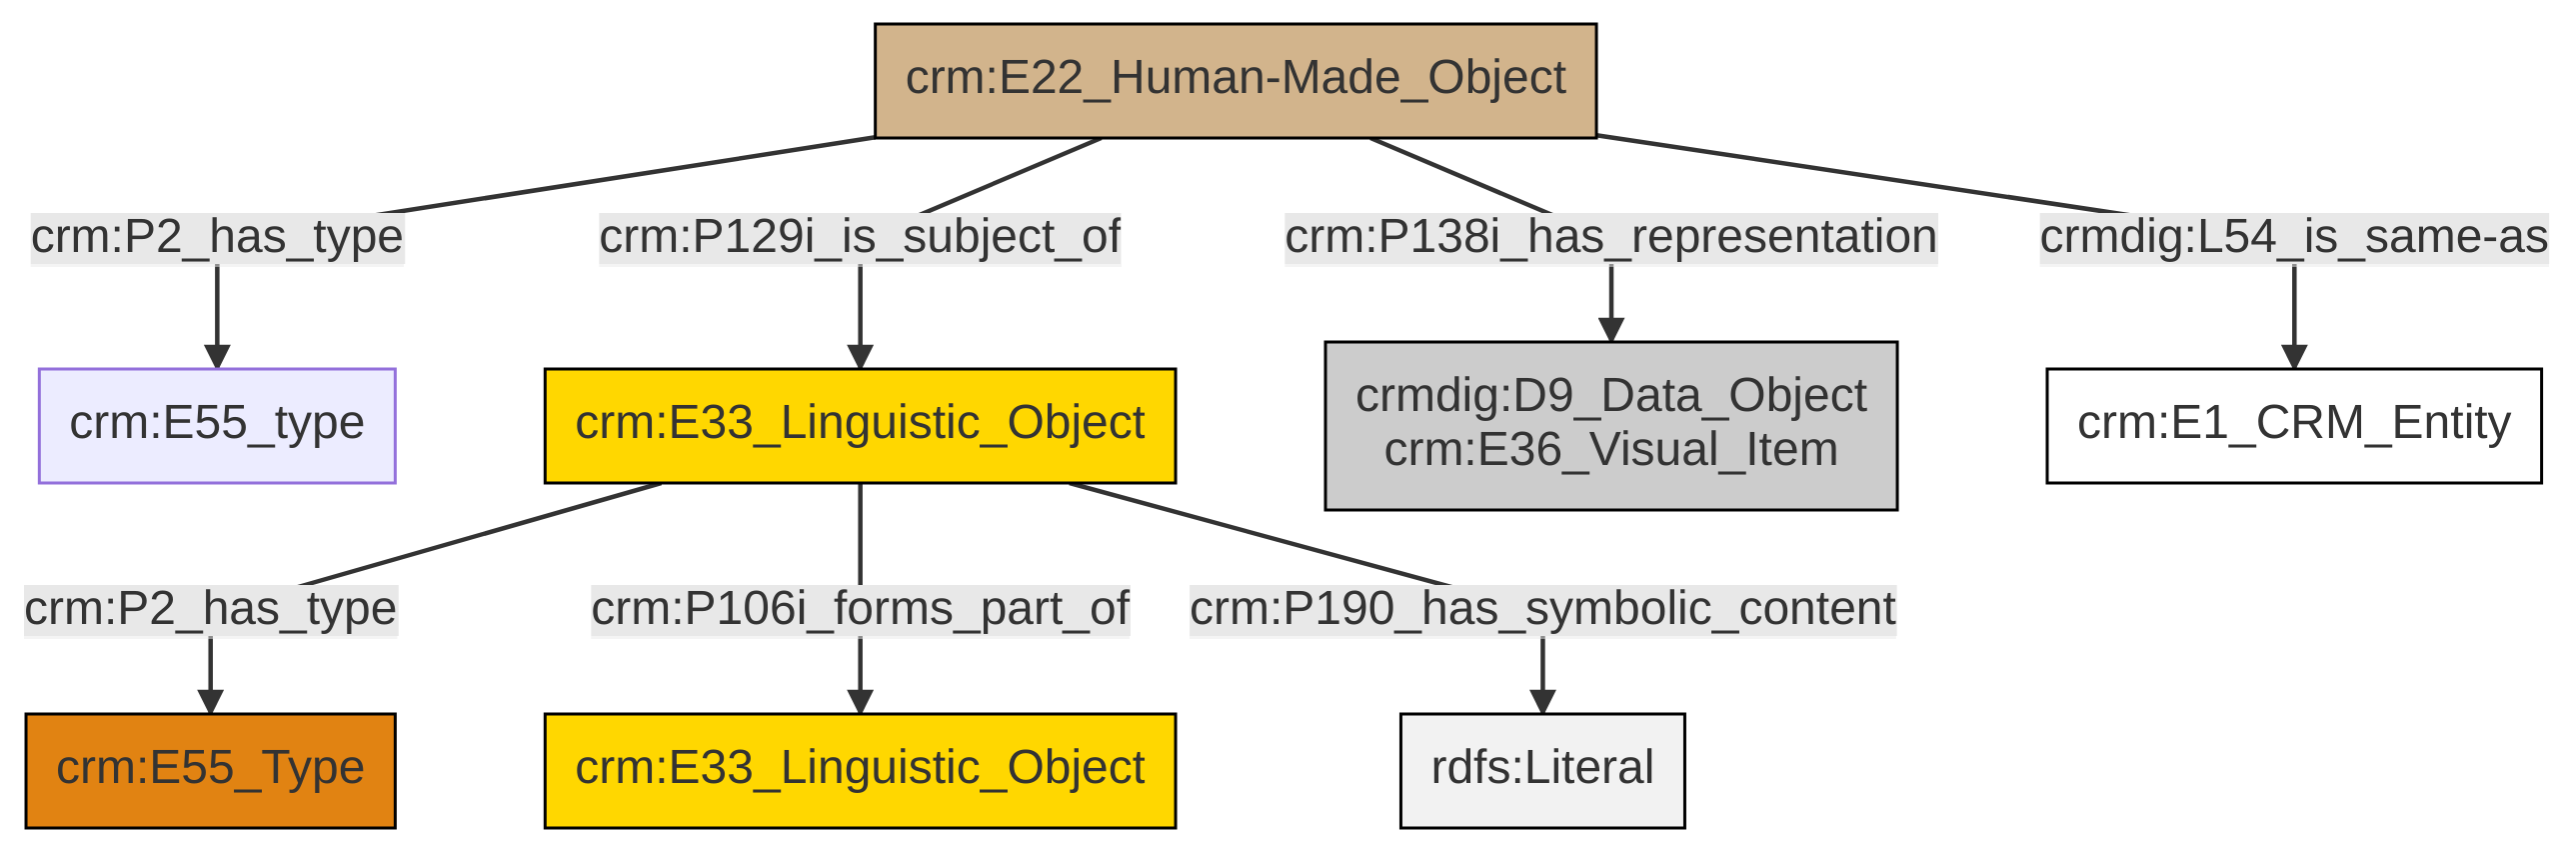 crm:E22_Human-Made_Object
crm:P2_has_type
crm:P129i_is_subject_of
crm:P138i_has_representation
crmdig:L54_is_same-as
crm:E55_type
crm:E33_Linguistic_Object
crmdig:D9_Data_Object
crm:E36_Visual_Item
crm:E1_CRM_Entity
crm:P2_has_type
crm:P106i_forms_part_of
crm:P190_has_symbolic_content
crm:E55_Type
crm:E33_Linguistic_Object
rdfs:Literal